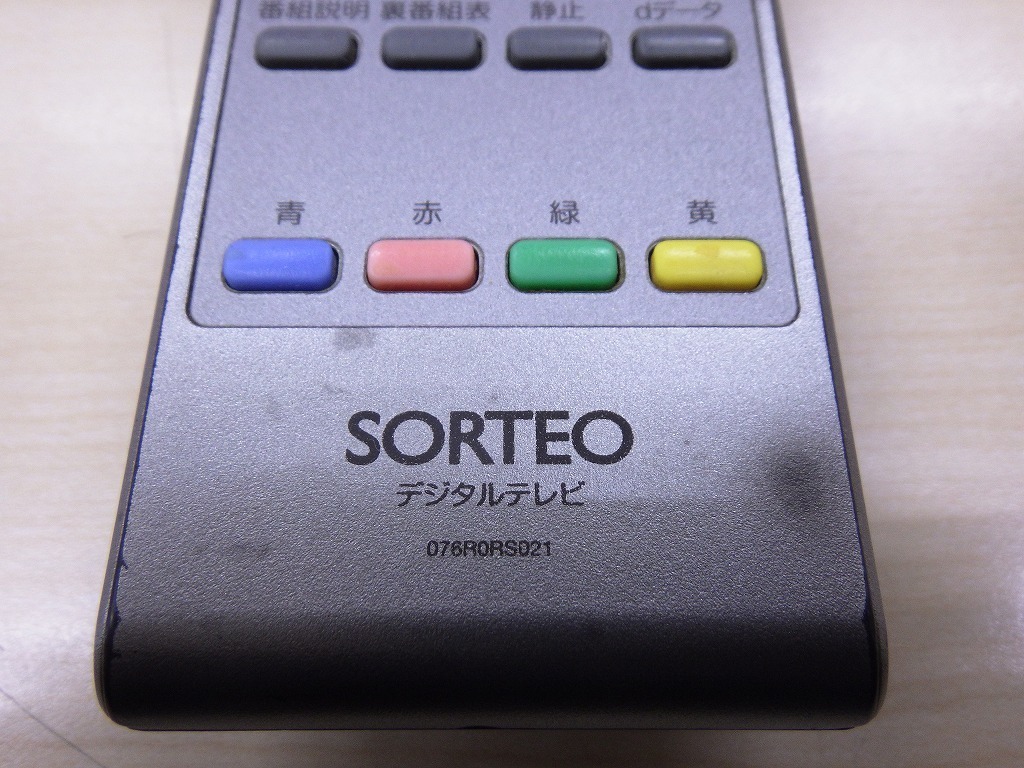 番組説明 裏番組表 静止 dデータ
青 赤 緑 黄
SORTEO
デジタルテレビ
076R0RS021